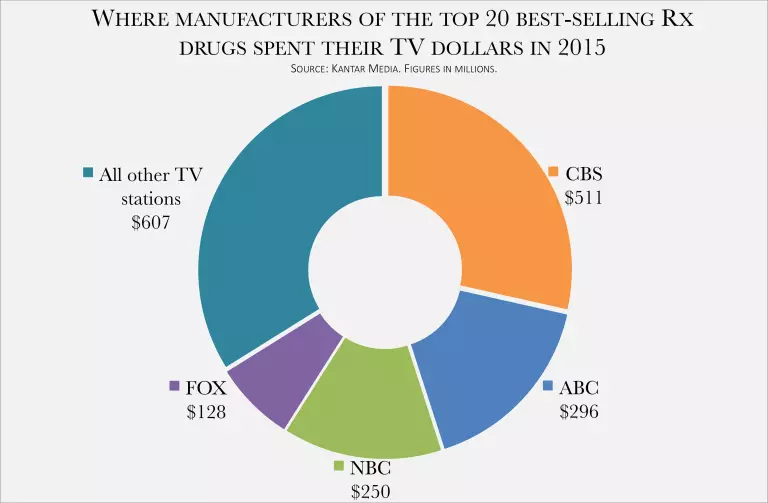 Where manufacturers of the top 20 best-selling Rx
drugs spent their TV dollars in 2015
Source: Kantar Media. Figures in millions.
All other TV
stations
$607
CBS
$511
FOX
$128
ABC
$296
NBC
$250